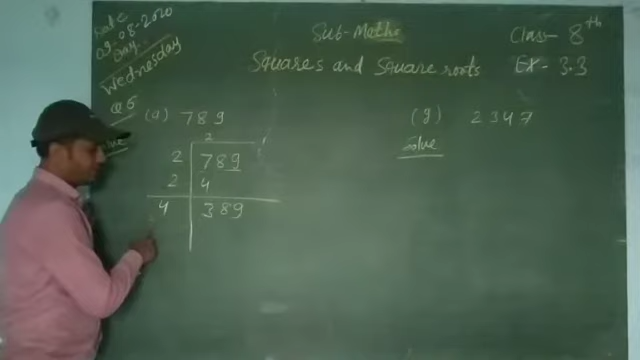 Date
09-08-2020
Day-
Wednesday
Sub-Maths
Class- 8th
Squares and Square roots
Ex- 3.3
Q5
(a) 789
(g) 2347
Solve
2
2 789
2 4
4 389